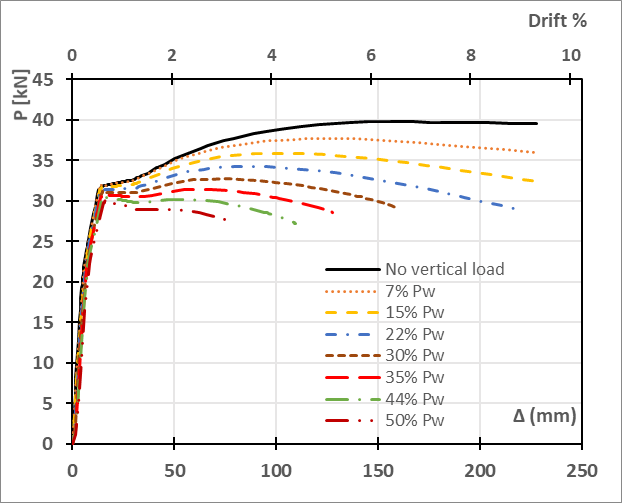 Drift %
0 2 4 6 8 10
P [kN]
45
40
35
30
25
20
15
10
5
0
No vertical load
7% Pw
15% Pw
22% Pw
30% Pw
35% Pw
44% Pw
50% Pw
Δ (mm)
0 50 100 150 200 250